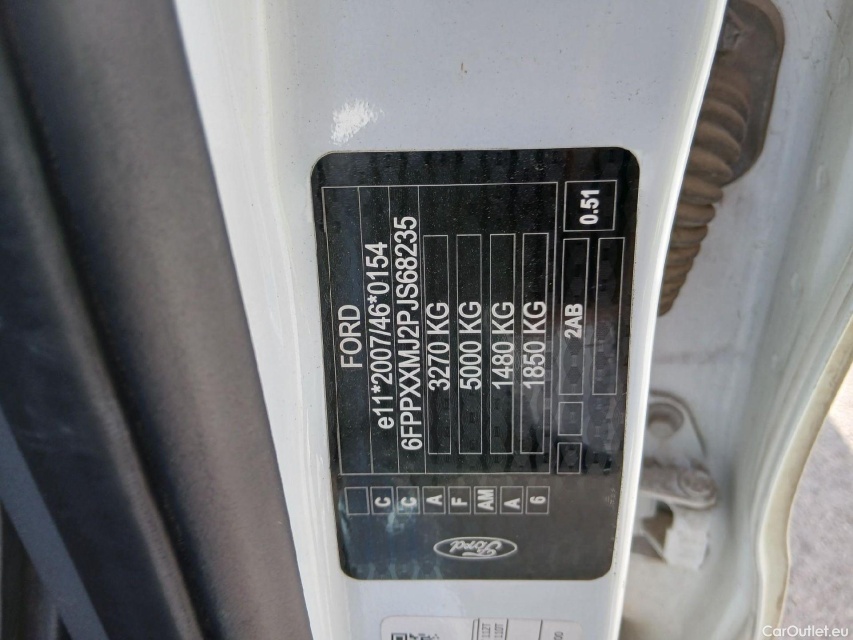 FORD
e11*2007/46*0154
6FPPXXMJ2PJS68235
3270 KG
5000 KG
1480 KG
1850 KG
2AB
0.51
C
C
A
F
AM
A
6
Ford
CarOutlet.eu